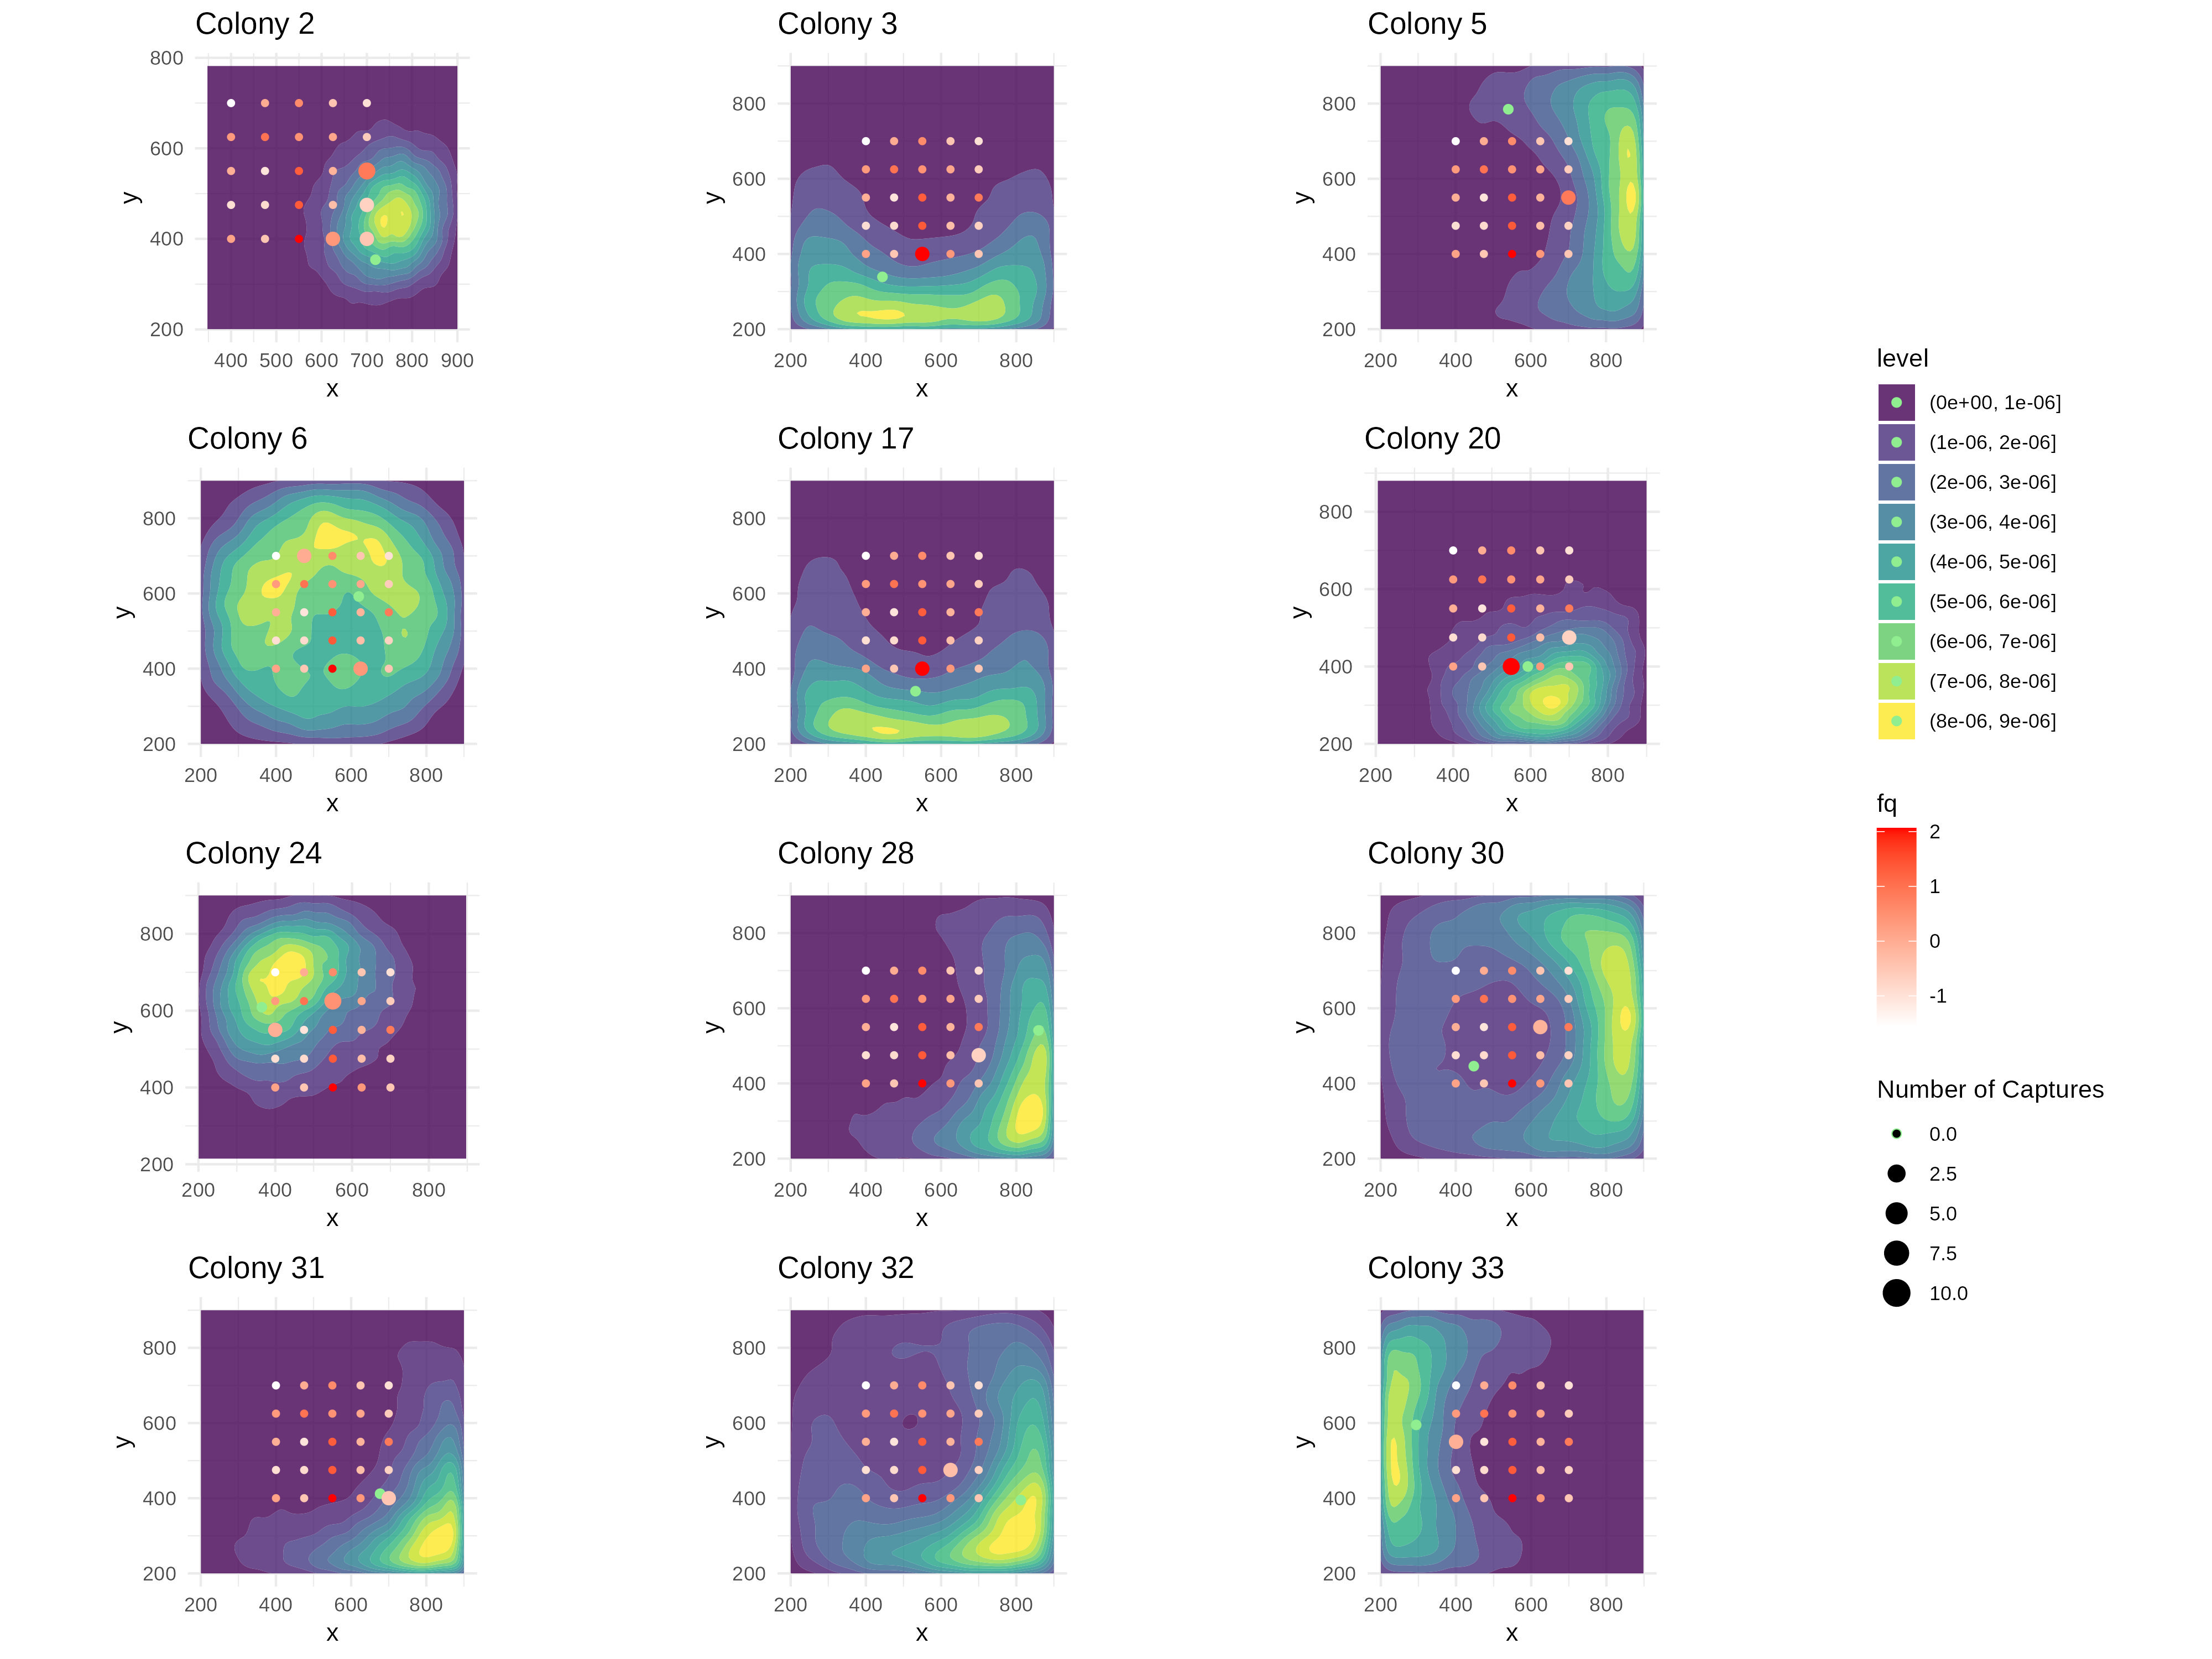 Colony 2
800
600
400
200
y
400 500 600 700 800 900
x
Colony 3
800
600
400
200
y
200 400 600 800
x
Colony 5
800
600
400
200
y
200 400 600 800
x
Colony 6
800
600
400
200
y
200 400 600 800
x
Colony 17
800
600
400
200
y
200 400 600 800
x
Colony 20
800
600
400
200
y
200 400 600 800
x
Colony 24
800
600
400
200
y
200 400 600 800
x
Colony 28
800
600
400
200
y
200 400 600 800
x
Colony 30
800
600
400
200
y
200 400 600 800
x
Colony 31
800
600
400
200
y
200 400 600 800
x
Colony 32
800
600
400
200
y
200 400 600 800
x
Colony 33
800
600
400
200
y
200 400 600 800
x
level
(0e+00, 1e-06]
(1e-06, 2e-06]
(2e-06, 3e-06]
(3e-06, 4e-06]
(4e-06, 5e-06]
(5e-06, 6e-06]
(6e-06, 7e-06]
(7e-06, 8e-06]
(8e-06, 9e-06]
fq
2
1
0
-1
Number of Captures
0.0
2.5
5.0
7.5
10.0